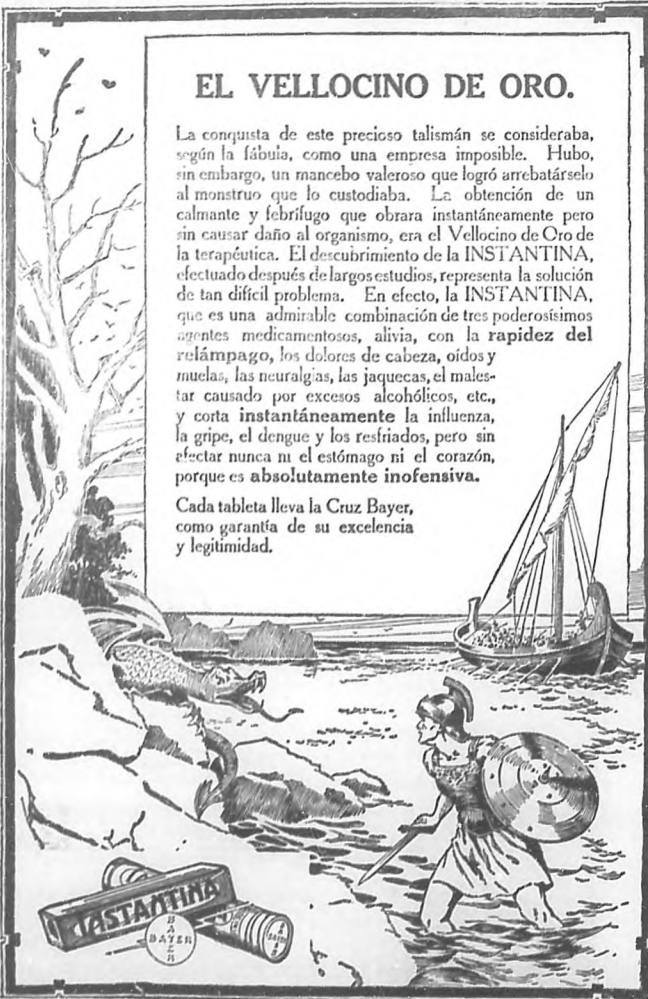 EL VELLOCINO DE ORO.
La conquista de este precioso talismán se consideraba,
según la fábula, como una empresa imposible. Hubo,
sin embargo, un mancebo valeroso que logró arrebatárselo
al monstruo que lo custodiaba. La obtención de un
calmante y febrífugo que obrara instantáneamente pero
sin causar daño al organismo, era el Vellocino de Oro de
la terapéutica. El descubrimiento de la INSTANTINA,
efectuado después de largos estudios, representa la solución
de tan difícil problema. En efecto, la INSTANTINA,
que es una admirable combinación de tres poderosísimos
agentes medicamentosos, alivia, con la rapidez del
relámpago, los dolores de cabeza, oídos y
muelas, las neuralgias, las jaquecas, el males-
tar causado por excesos alcohólicos, etc.,
y corta instantáneamente la influenza,
la gripe, el dengue y los resfriados, pero sin
afectar nunca ni el estómago ni el corazón,
porque es absolutamente inofensiva.
Cada tableta lleva la Cruz Bayer,
como garantía de su excelencia
y legitimidad.
INSTANTINA
BAYER
BAYER